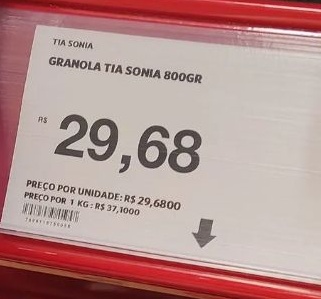 TIA SONIA
GRANOLA TIA SONIA 800GR
R$ 29,68
PREÇO POR UNIDADE: R$ 29,6800
PREÇO POR 1 KG : R$ 37,1000